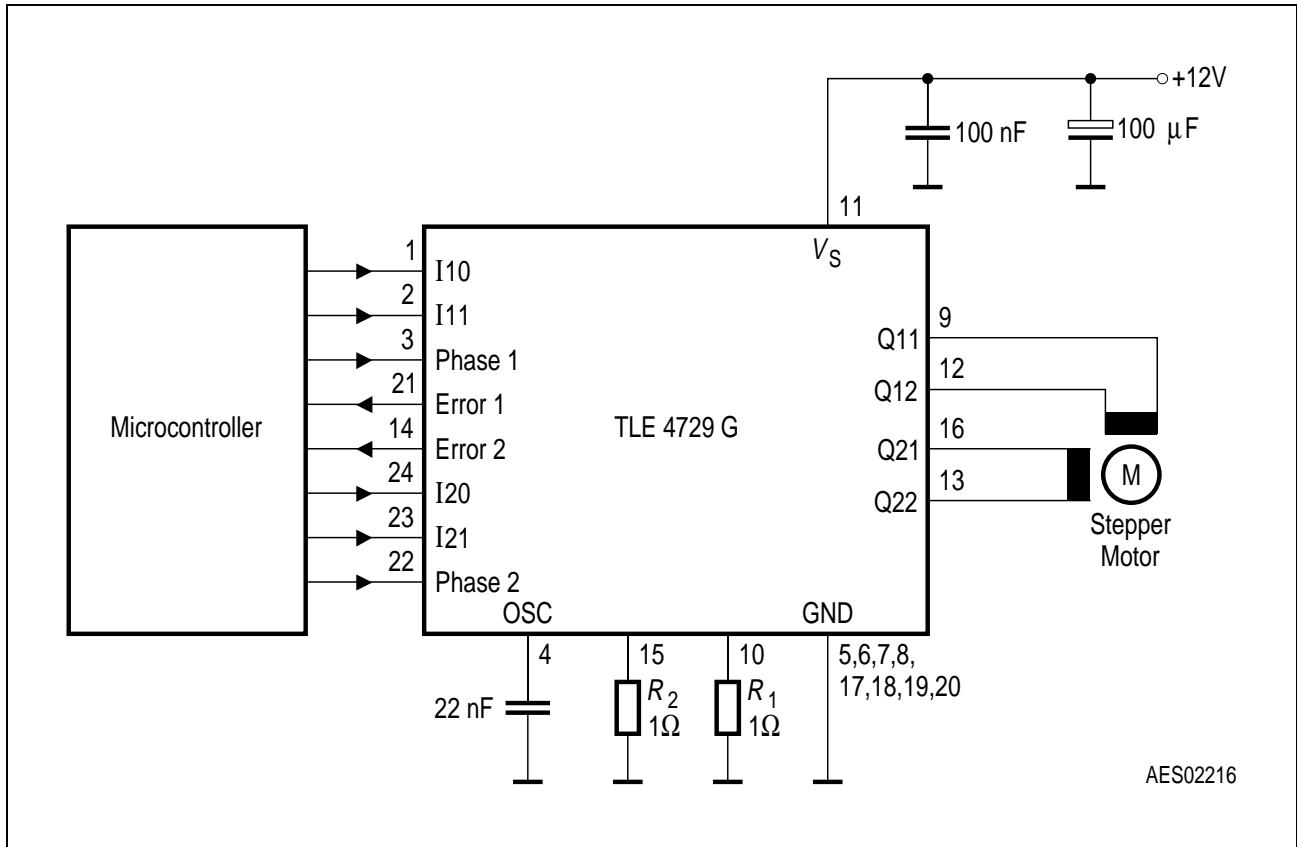 +12V
100 nF
100 μF
11
VS
1
I10
2
I11
3
Phase 1
21
Error 1
14
Error 2
24
I20
23
I21
22
Phase 2
Microcontroller
TLE 4729 G
9
Q11
12
Q12
16
Q21
13
Q22
M
Stepper
Motor
OSC
GND
4
15
10
5,6,7,8,
17,18,19,20
22 nF
R2
1Ω
R1
1Ω
AES02216